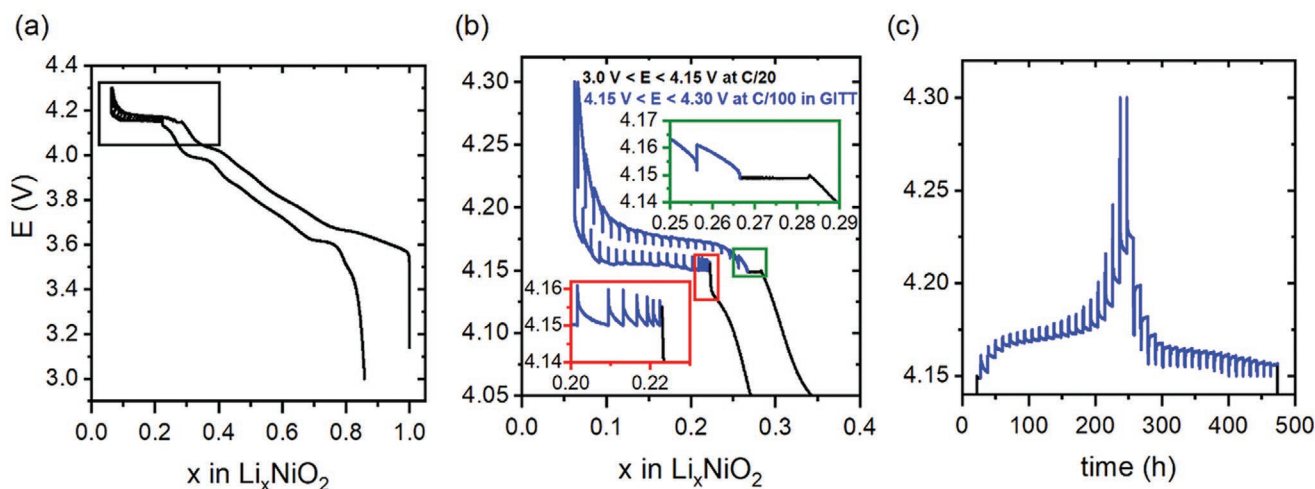 (a)
4.4
4.2
4.0
3.8
3.6
3.4
3.2
3.0
E (V)
0.0 0.2 0.4 0.6 0.8 1.0
x in LiₓNiO₂
(b)
3.0 V < E < 4.15 V at C/20
4.15 V < E < 4.30 V at C/100 in GITT
4.30
4.25
4.20
4.15
4.10
4.05
4.17
4.16
4.15
4.14
0.25 0.26 0.27 0.28 0.29
4.16
4.15
4.14
0.20 0.22
0.0 0.1 0.2 0.3 0.4
x in LiₓNiO₂
(c)
4.30
4.25
4.20
4.15
0 100 200 300 400 500
time (h)